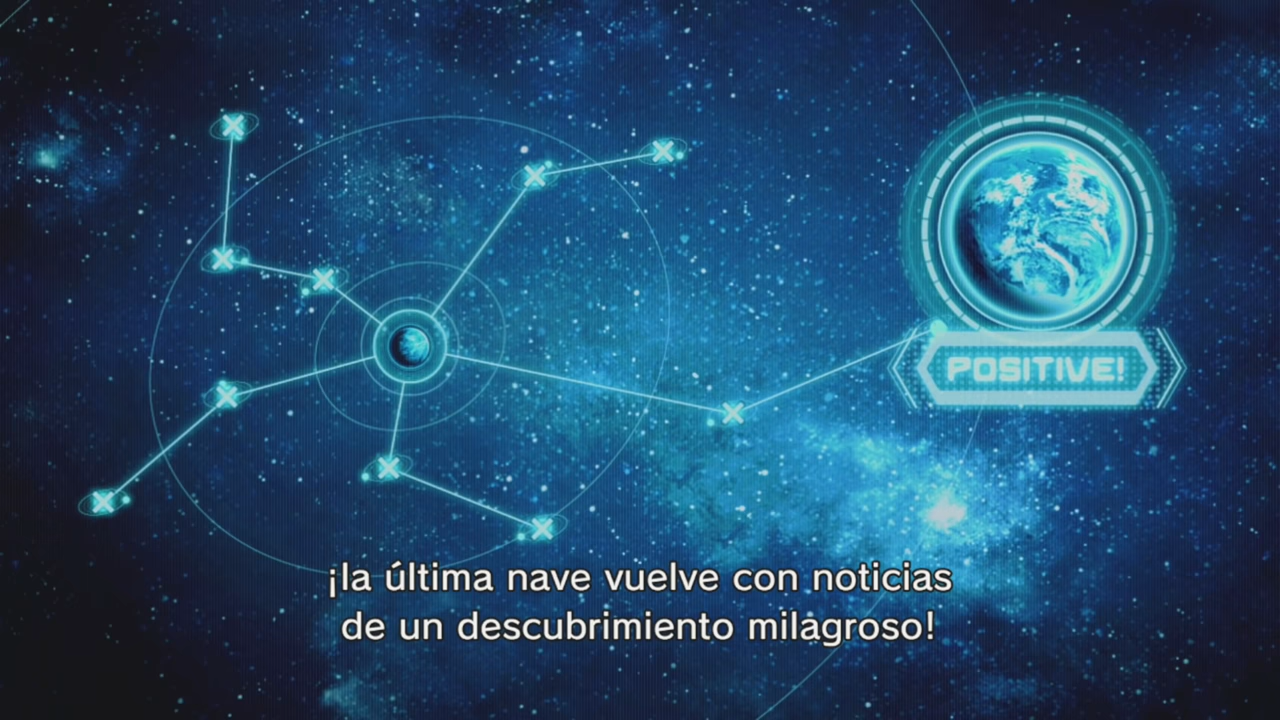 POSITIVE!
¡la última nave vuelve con noticias
de un descubrimiento milagroso!